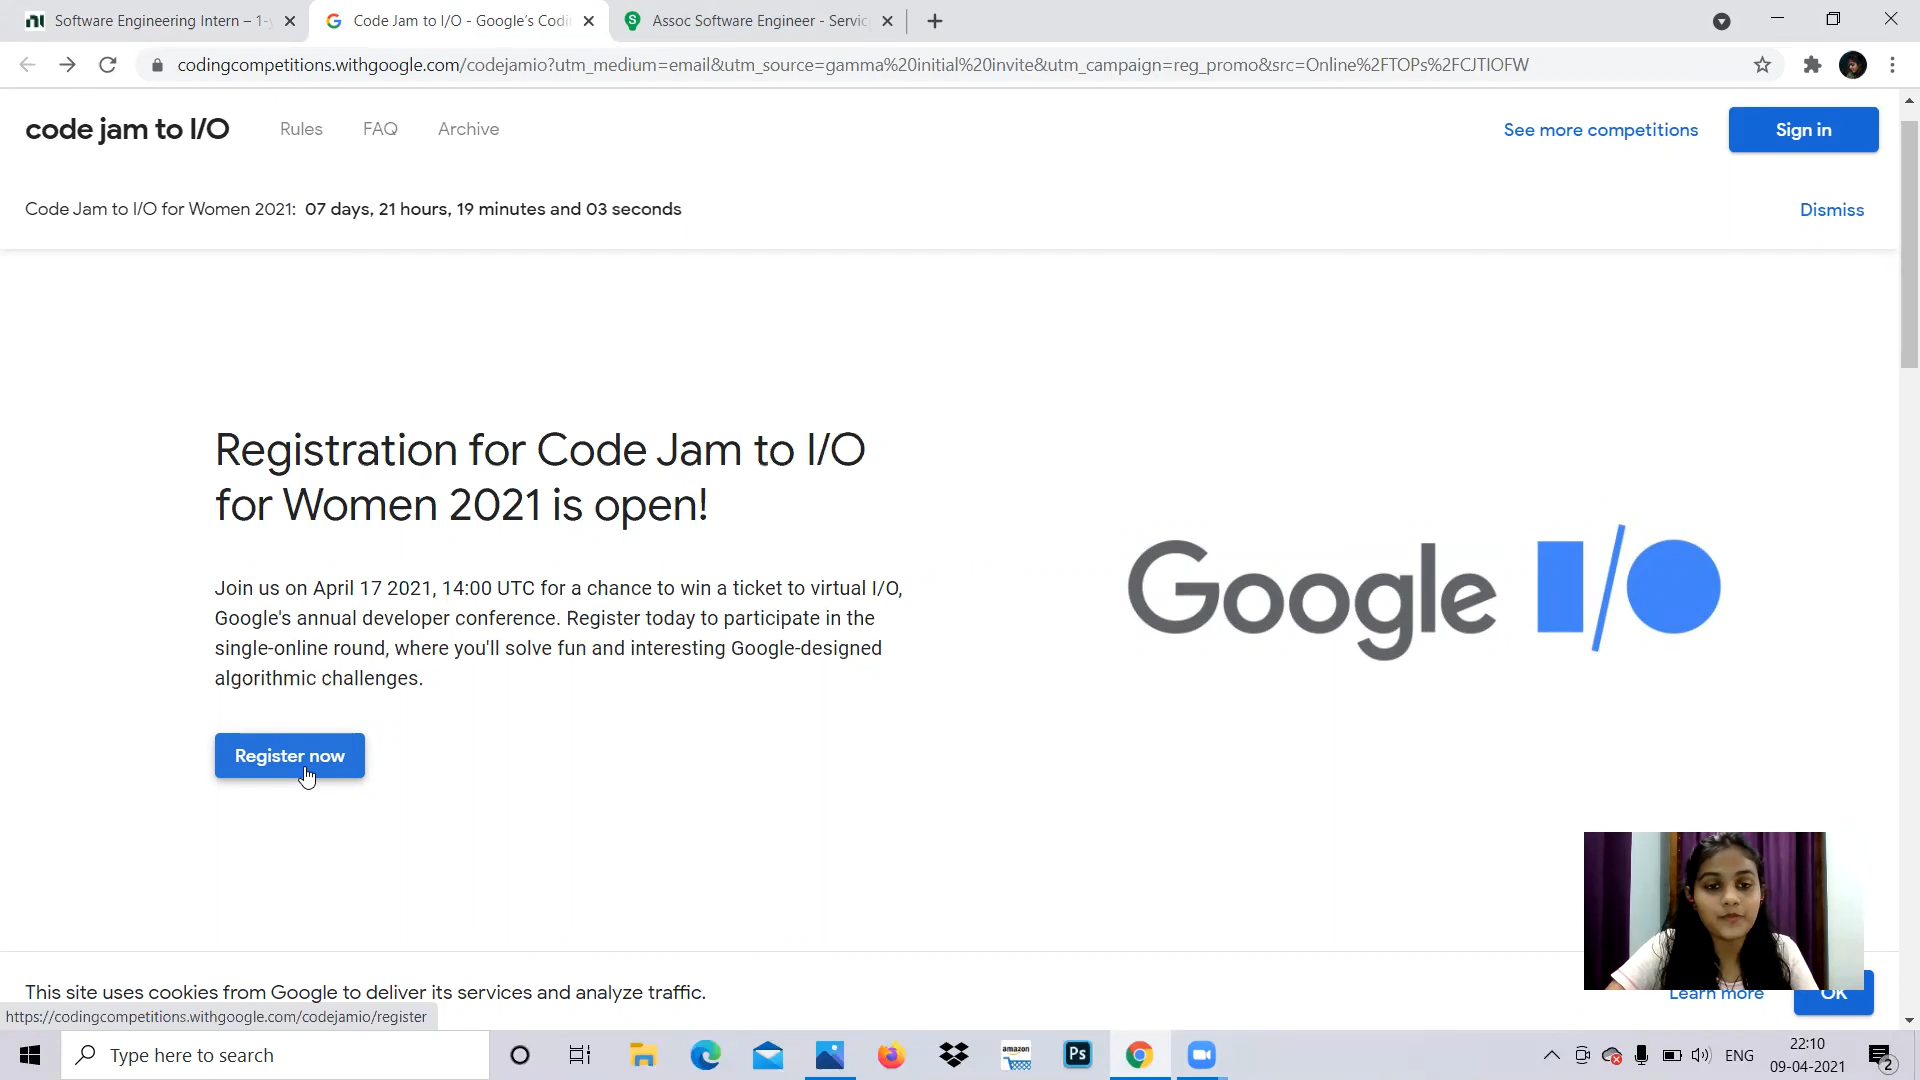 Software Engineering Intern – 1-y
Code Jam to I/O - Google's Codi
Assoc Software Engineer - Servic
codingcompetitions.withgoogle.com/codejamio?utm_medium=email&utm_source=gamma%20initial%20invite&utm_campaign=reg_promo&src=Online%2FTOPs%2FCJTIOFW
code jam to I/O
Rules
FAQ
Archive
See more competitions
Sign in
Code Jam to I/O for Women 2021: 07 days, 21 hours, 19 minutes and 03 seconds
Dismiss
Registration for Code Jam to I/O
for Women 2021 is open!
Join us on April 17 2021, 14:00 UTC for a chance to win a ticket to virtual I/O,
Google's annual developer conference. Register today to participate in the
single-online round, where you'll solve fun and interesting Google-designed
algorithmic challenges.
Register now
Google I/O
This site uses cookies from Google to deliver its services and analyze traffic.
Learn more
OK
https://codingcompetitions.withgoogle.com/codejamio/register
Type here to search
amazon
Ps
ENG
22:10
09-04-2021
2